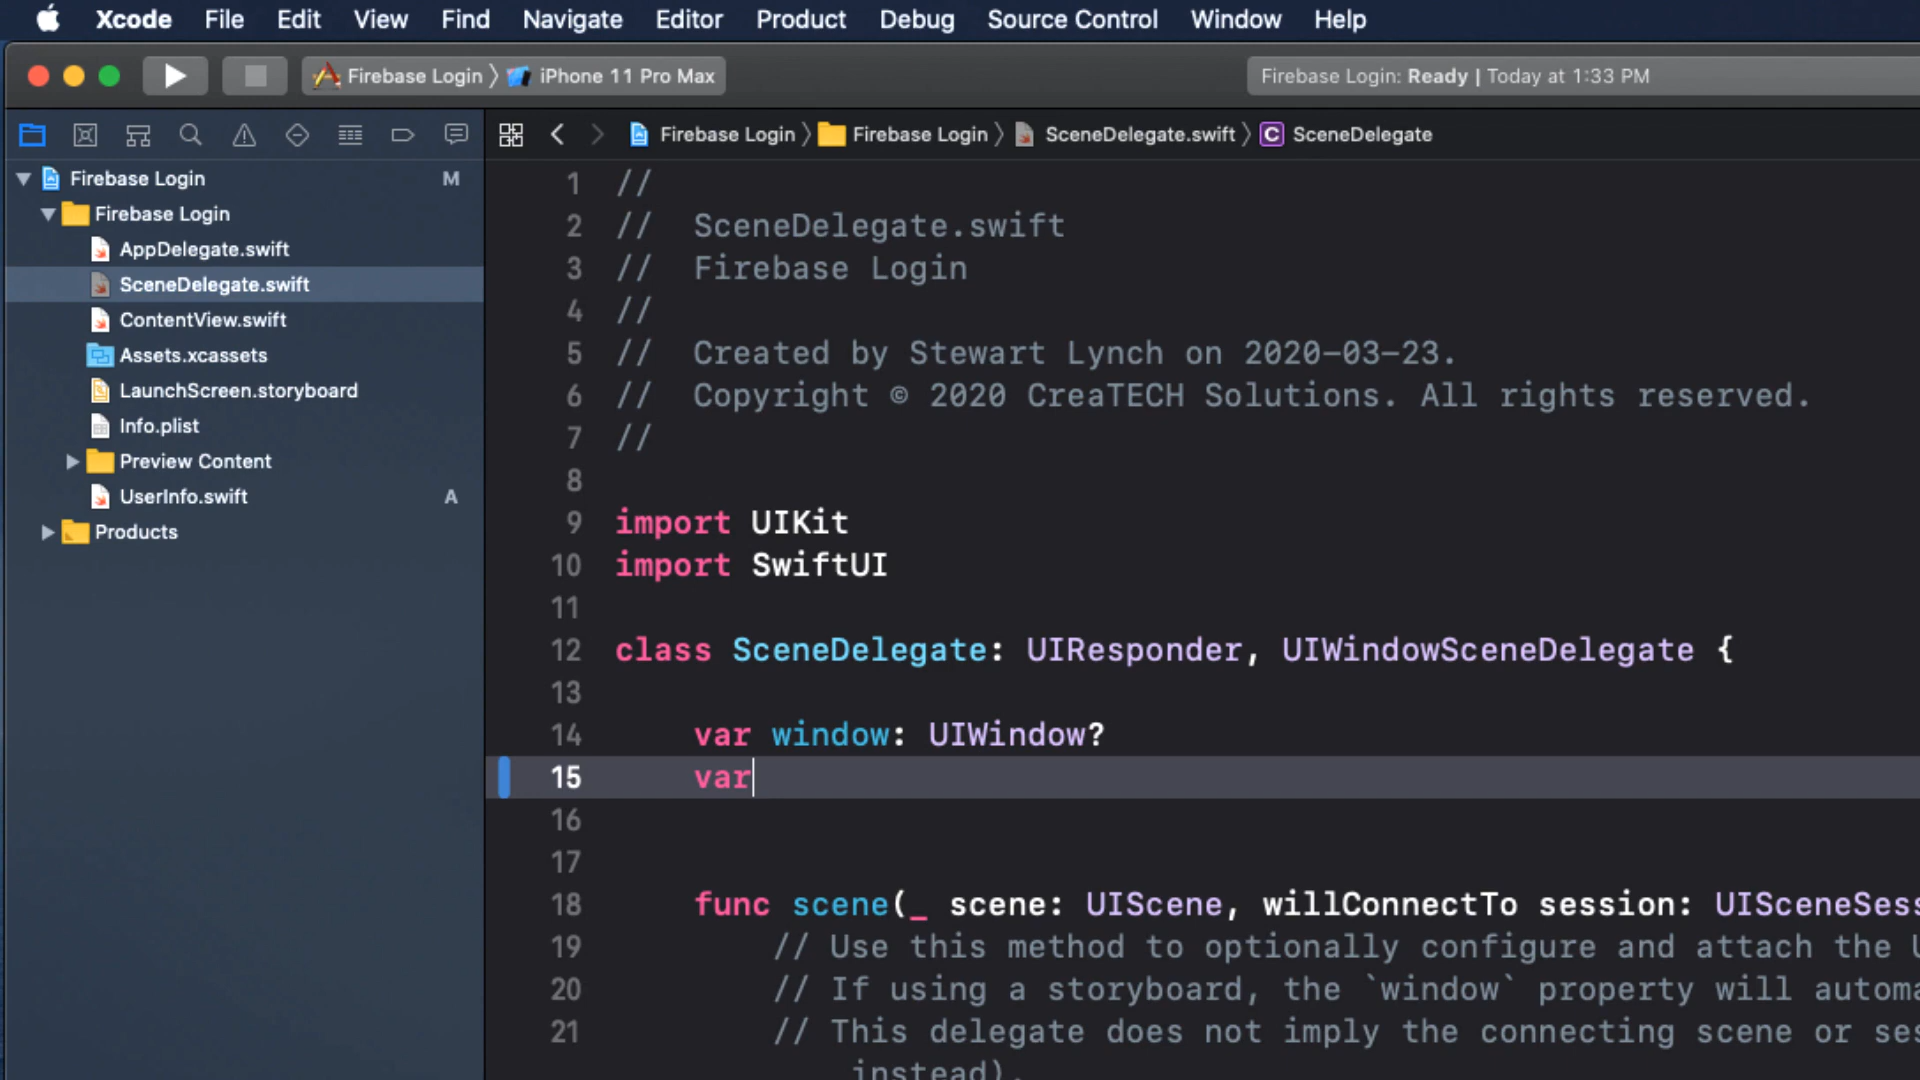 Xcode File Edit View Find Navigate Editor Product Debug Source Control Window Help
Firebase Login 〉 iPhone 11 Pro Max
Firebase Login: Ready | Today at 1:33 PM
Firebase Login 〉 Firebase Login 〉 SceneDelegate.swift 〉 C SceneDelegate
Firebase Login M
Firebase Login
AppDelegate.swift
SceneDelegate.swift
ContentView.swift
Assets.xcassets
LaunchScreen.storyboard
Info.plist
Preview Content
UserInfo.swift A
Products
1 //
2 // SceneDelegate.swift
3 // Firebase Login
4 //
5 // Created by Stewart Lynch on 2020-03-23.
6 // Copyright © 2020 CreaTECH Solutions. All rights reserved.
7 //
8
9 import UIKit
10 import SwiftUI
11
12 class SceneDelegate: UIResponder, UIWindowSceneDelegate {
13
14 var window: UIWindow?
15 var
16
17
18 func scene(_ scene: UIScene, willConnectTo session: UISceneSess
19 // Use this method to optionally configure and attach the U
20 // If using a storyboard, the `window` property will automa
21 // This delegate does not imply the connecting scene or ses
instead).